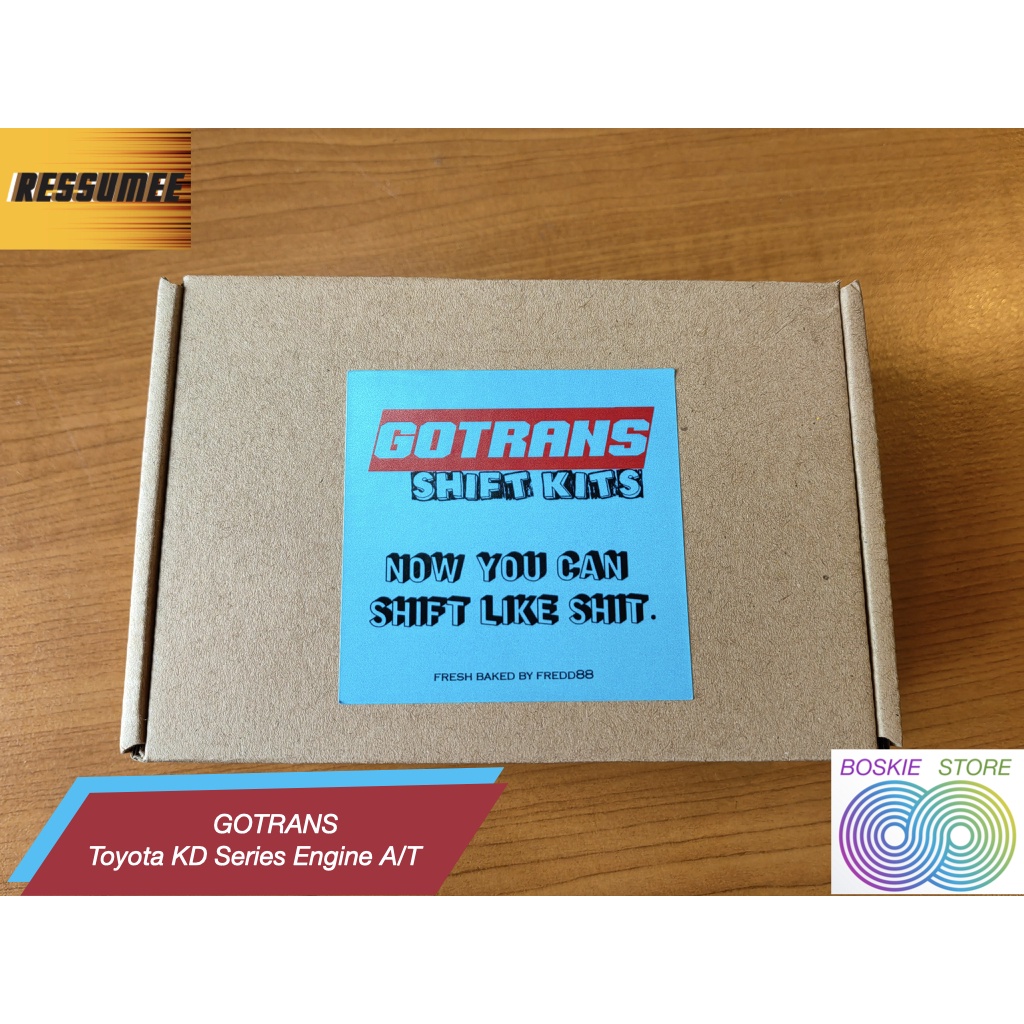 RESSUMEE
GOTRANS
SHIFT KITS
NOW YOU CAN
SHIFT LIKE SHIT.
FRESH BAKED BY FREDD88
GOTRANS
Toyota KD Series Engine A/T
BOSKIE STORE